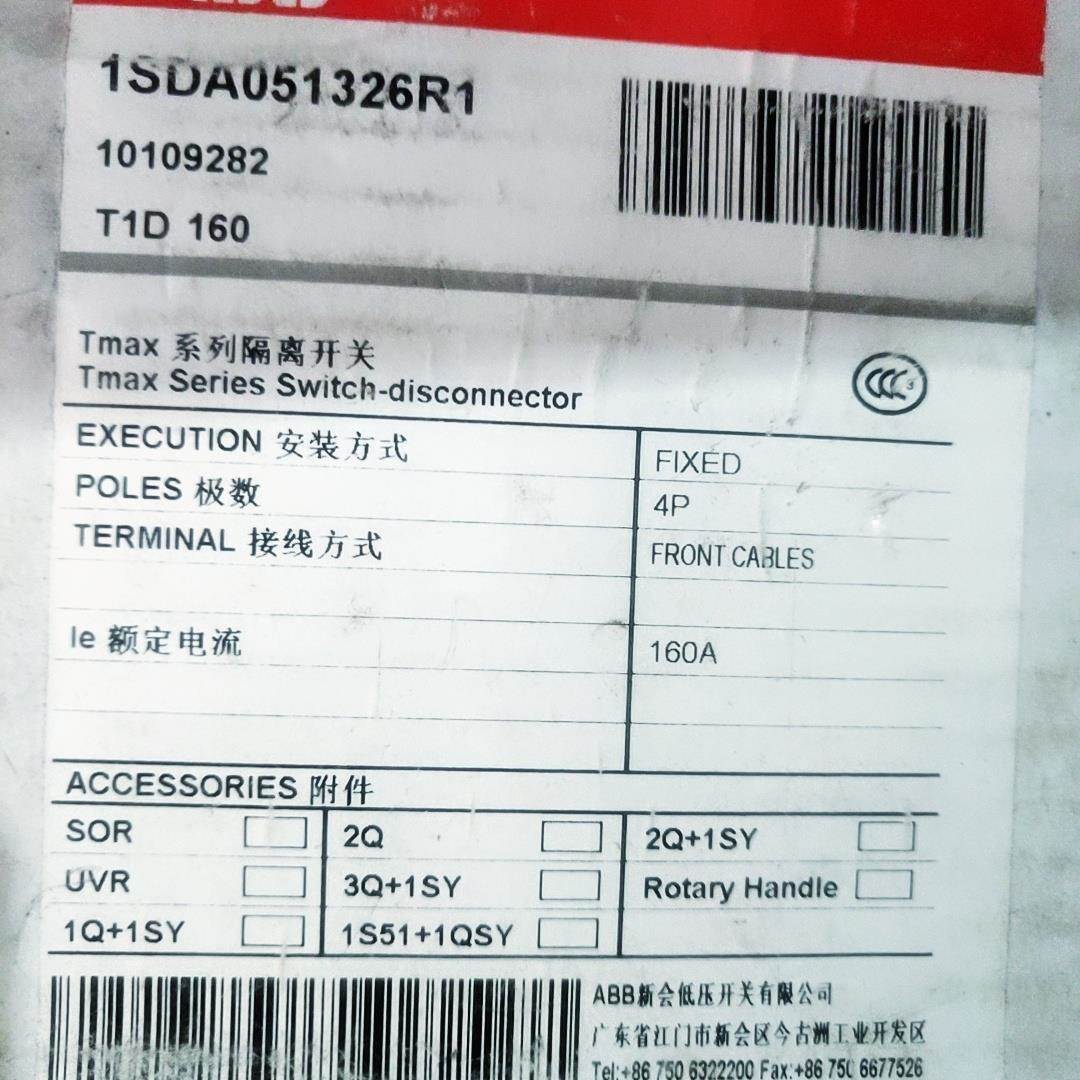 1SDA051326R1
10109282
T1D 160
Tmax 系列隔离开关
Tmax Series Switch-disconnector
CCC S
EXECUTION 安装方式 FIXED
POLES 极数 4P
TERMINAL 接线方式 FRONT CABLES
Ie 额定电流 160A
ACCESSORIES 附件
SOR 2Q 2Q+1SY
UVR 3Q+1SY Rotary Handle
1Q+1SY 1S51+1QSY
ABB新会低压开关有限公司
广东省江门市新会区今古洲工业开发区
Tel:+86 750 6322200 Fax:+86 750 6677526